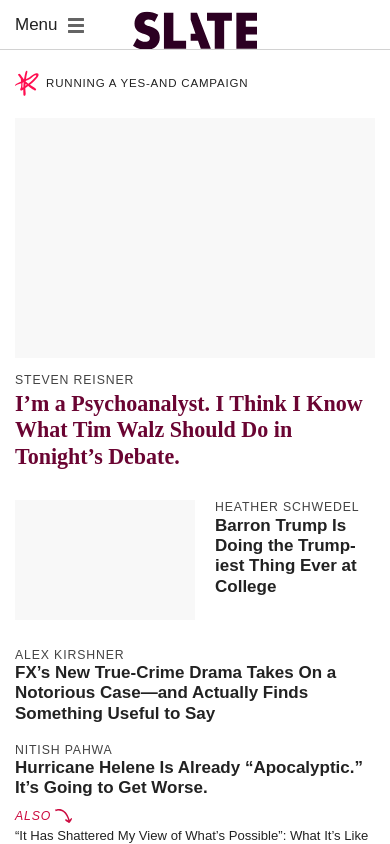 Menu
SLATE
RUNNING A YES-AND CAMPAIGN
STEVEN REISNER
I’m a Psychoanalyst. I Think I Know
What Tim Walz Should Do in
Tonight’s Debate.
HEATHER SCHWEDEL
Barron Trump Is
Doing the Trump-
iest Thing Ever at
College
ALEX KIRSHNER
FX’s New True-Crime Drama Takes On a
Notorious Case—and Actually Finds
Something Useful to Say
NITISH PAHWA
Hurricane Helene Is Already “Apocalyptic.”
It’s Going to Get Worse.
ALSO
“It Has Shattered My View of What’s Possible”: What It’s Like